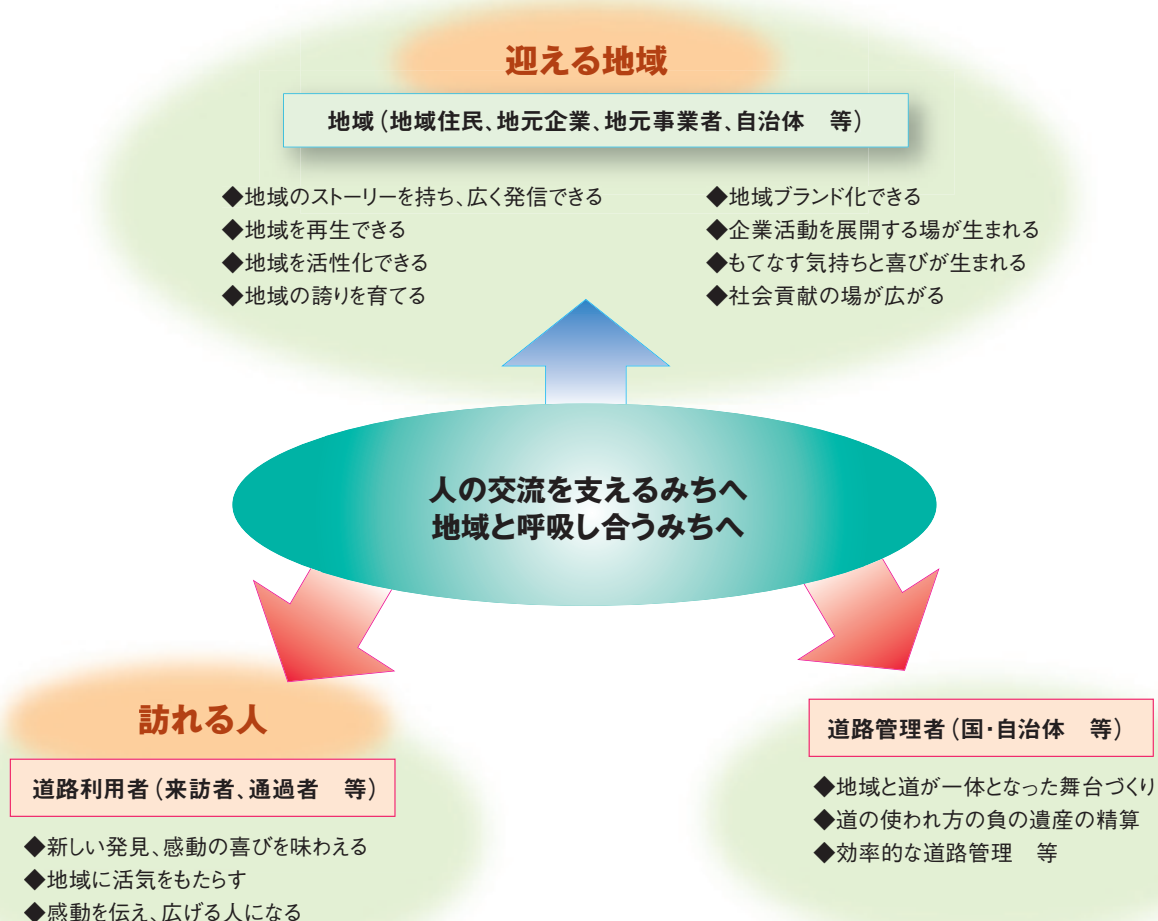 迎える地域
地域（地域住民、地元企業、地元事業者、自治体　等）
◆地域のストーリーを持ち、広く発信できる
◆地域を再生できる
◆地域を活性化できる
◆地域の誇りを育てる
◆地域ブランド化できる
◆企業活動を展開する場が生まれる
◆もてなす気持ちと喜びが生まれる
◆社会貢献の場が広がる
人の交流を支えるみちへ
地域と呼吸し合うみちへ
訪れる人
道路利用者（来訪者、通過者　等）
◆新しい発見、感動の喜びを味わえる
◆地域に活気をもたらす
◆感動を伝え、広げる人になる
道路管理者（国・自治体　等）
◆地域と道が一体となった舞台づくり
◆道の使われ方の負の遺産の精算
◆効率的な道路管理　等